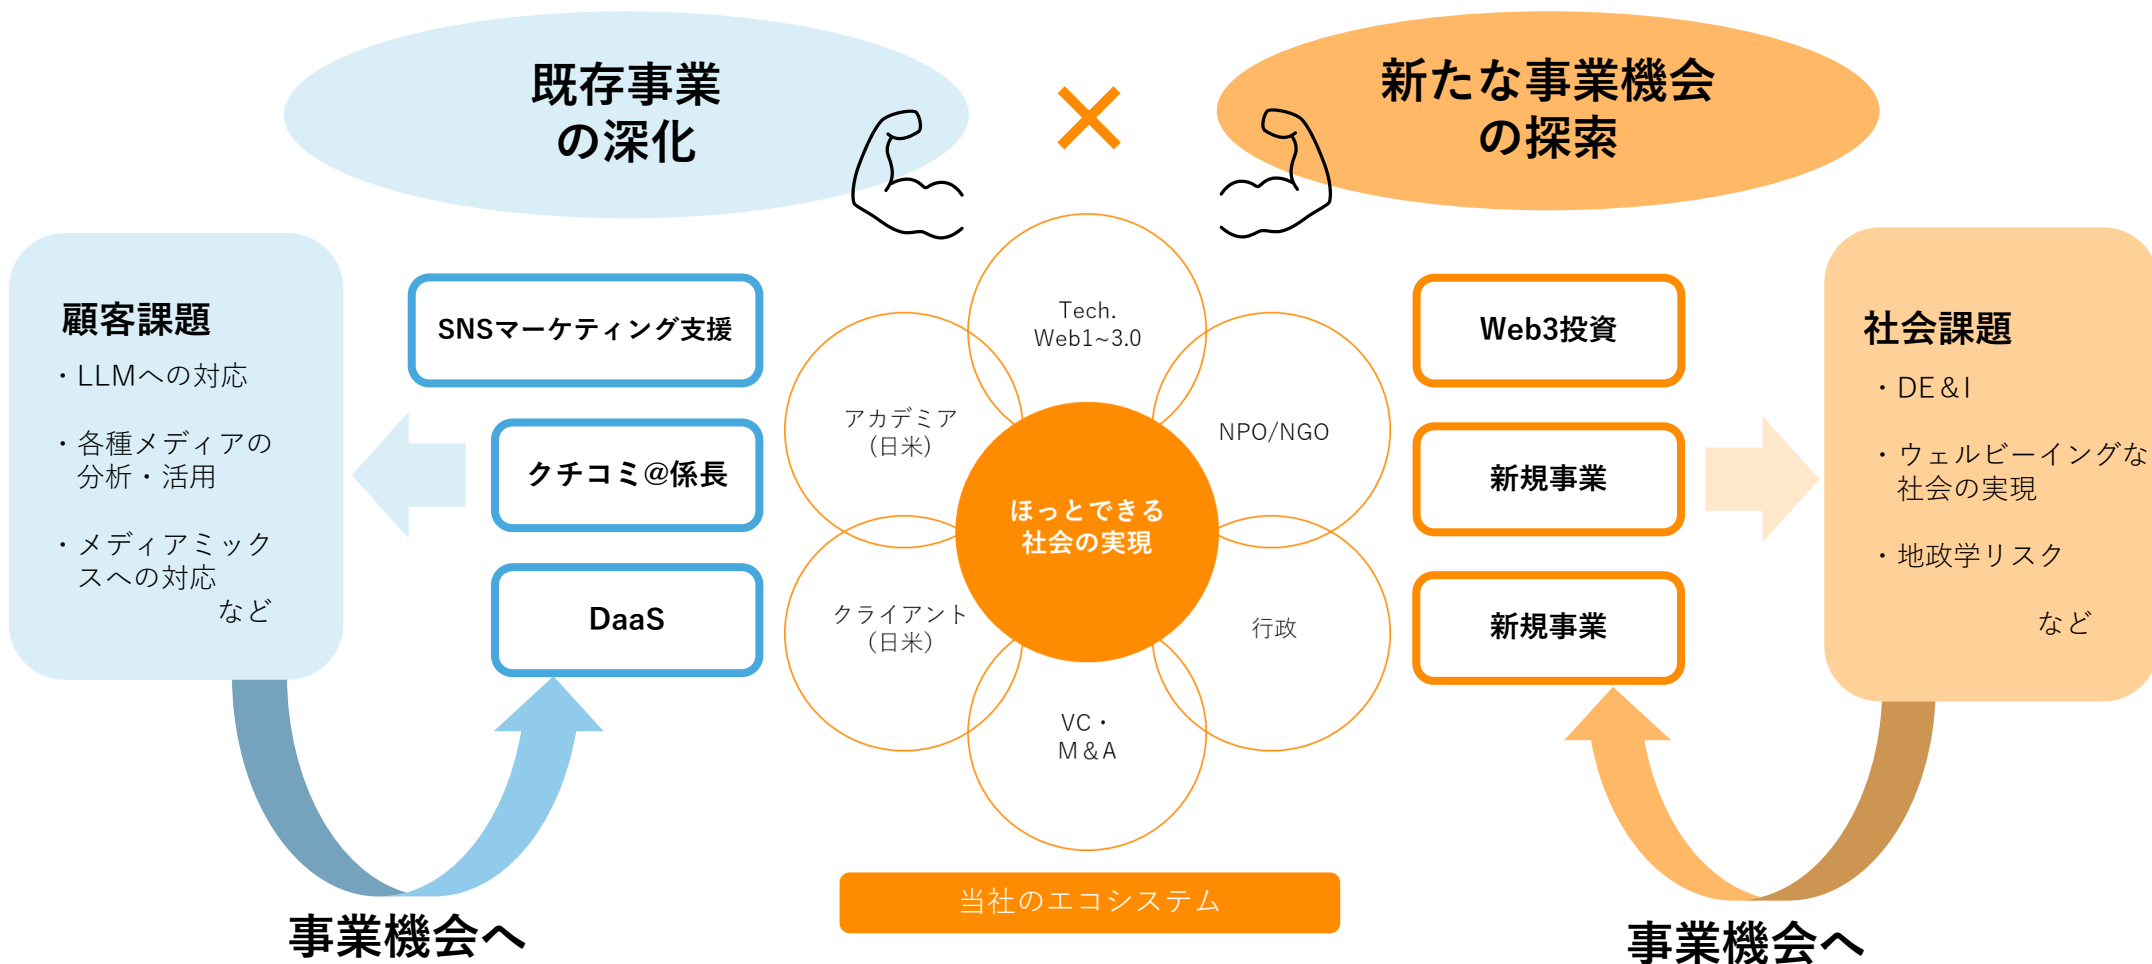 既存事業
の深化
×
新たな事業機会
の探索
顧客課題
・LLMへの対応
・各種メディアの
分析・活用
・メディアミック
スへの対応
など
SNSマーケティング支援
クチコミ@係長
DaaS
事業機会へ
Tech.
Web1~3.0
アカデミア
(日米)
NPO/NGO
ほっとできる
社会の実現
クライアント
(日米)
行政
VC・
M&A
当社のエコシステム
Web3投資
新規事業
新規事業
社会課題
・DE&I
・ウェルビーイングな
社会の実現
・地政学リスク
など
事業機会へ